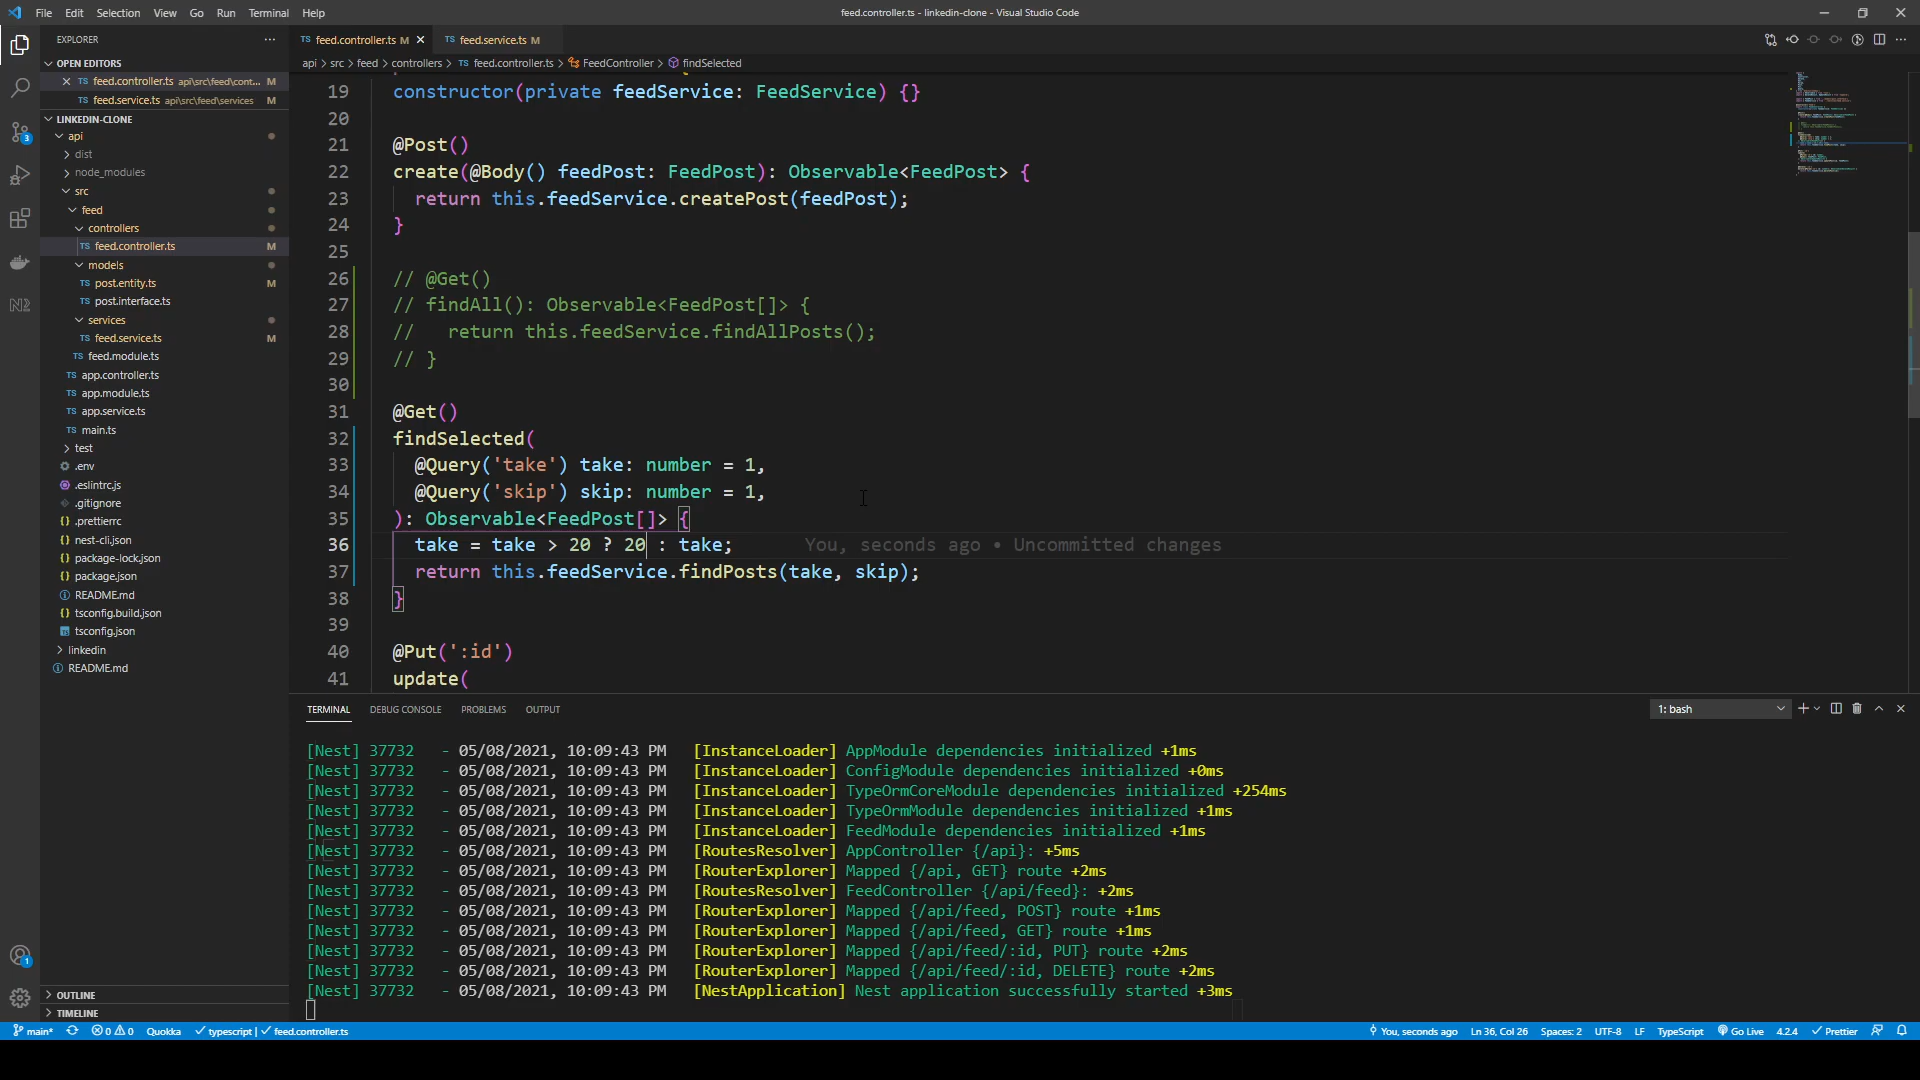 File Edit Selection View Go Run Terminal Help
feed.controller.ts - linkedin-clone - Visual Studio Code
EXPLORER
OPEN EDITORS
TS feed.controller.ts api\src\feed\cont... M
TS feed.service.ts api\src\feed\services M
LINKEDIN-CLONE
api
dist
node_modules
src
feed
controllers
TS feed.controller.ts M
models
TS post.entity.ts M
TS post.interface.ts
services
TS feed.service.ts M
TS feed.module.ts
TS app.controller.ts
TS app.module.ts
TS app.service.ts
TS main.ts
test
.env
.eslintrc.js
.gitignore
.prettierrc
nest-cli.json
package-lock.json
package.json
README.md
tsconfig.build.json
tsconfig.json
linkedin
README.md
OUTLINE
TIMELINE
TS feed.controller.ts M
TS feed.service.ts M
api > src > feed > controllers > TS feed.controller.ts > FeedController > findSelected
19 constructor(private feedService: FeedService) {}
20
21 @Post()
22 create(@Body() feedPost: FeedPost): Observable<FeedPost> {
23 return this.feedService.createPost(feedPost);
24 }
25
26 // @Get()
27 // findAll(): Observable<FeedPost[]> {
28 //   return this.feedService.findAllPosts();
29 // }
30
31 @Get()
32 findSelected(
33 @Query('take') take: number = 1,
34 @Query('skip') skip: number = 1,
35 ): Observable<FeedPost[]> {
36 take = take > 20 ? 20 : take; You, seconds ago • Uncommitted changes
37 return this.feedService.findPosts(take, skip);
38 }
39
40 @Put(':id')
41 update(
TERMINAL DEBUG CONSOLE PROBLEMS OUTPUT
1: bash
[Nest] 37732 - 05/08/2021, 10:09:43 PM [InstanceLoader] AppModule dependencies initialized +1ms
[Nest] 37732 - 05/08/2021, 10:09:43 PM [InstanceLoader] ConfigModule dependencies initialized +0ms
[Nest] 37732 - 05/08/2021, 10:09:43 PM [InstanceLoader] TypeOrmCoreModule dependencies initialized +254ms
[Nest] 37732 - 05/08/2021, 10:09:43 PM [InstanceLoader] TypeOrmModule dependencies initialized +1ms
[Nest] 37732 - 05/08/2021, 10:09:43 PM [InstanceLoader] FeedModule dependencies initialized +1ms
[Nest] 37732 - 05/08/2021, 10:09:43 PM [RoutesResolver] AppController {/api}: +5ms
[Nest] 37732 - 05/08/2021, 10:09:43 PM [RouterExplorer] Mapped {/api, GET} route +2ms
[Nest] 37732 - 05/08/2021, 10:09:43 PM [RoutesResolver] FeedController {/api/feed}: +2ms
[Nest] 37732 - 05/08/2021, 10:09:43 PM [RouterExplorer] Mapped {/api/feed, POST} route +1ms
[Nest] 37732 - 05/08/2021, 10:09:43 PM [RouterExplorer] Mapped {/api/feed, GET} route +1ms
[Nest] 37732 - 05/08/2021, 10:09:43 PM [RouterExplorer] Mapped {/api/feed/:id, PUT} route +2ms
[Nest] 37732 - 05/08/2021, 10:09:43 PM [RouterExplorer] Mapped {/api/feed/:id, DELETE} route +2ms
[Nest] 37732 - 05/08/2021, 10:09:43 PM [NestApplication] Nest application successfully started +3ms
main* 0 0 Quokka typescript | feed.controller.ts You, seconds ago Ln 36, Col 26 Spaces: 2 UTF-8 LF TypeScript Go Live 4.2.4 Prettier